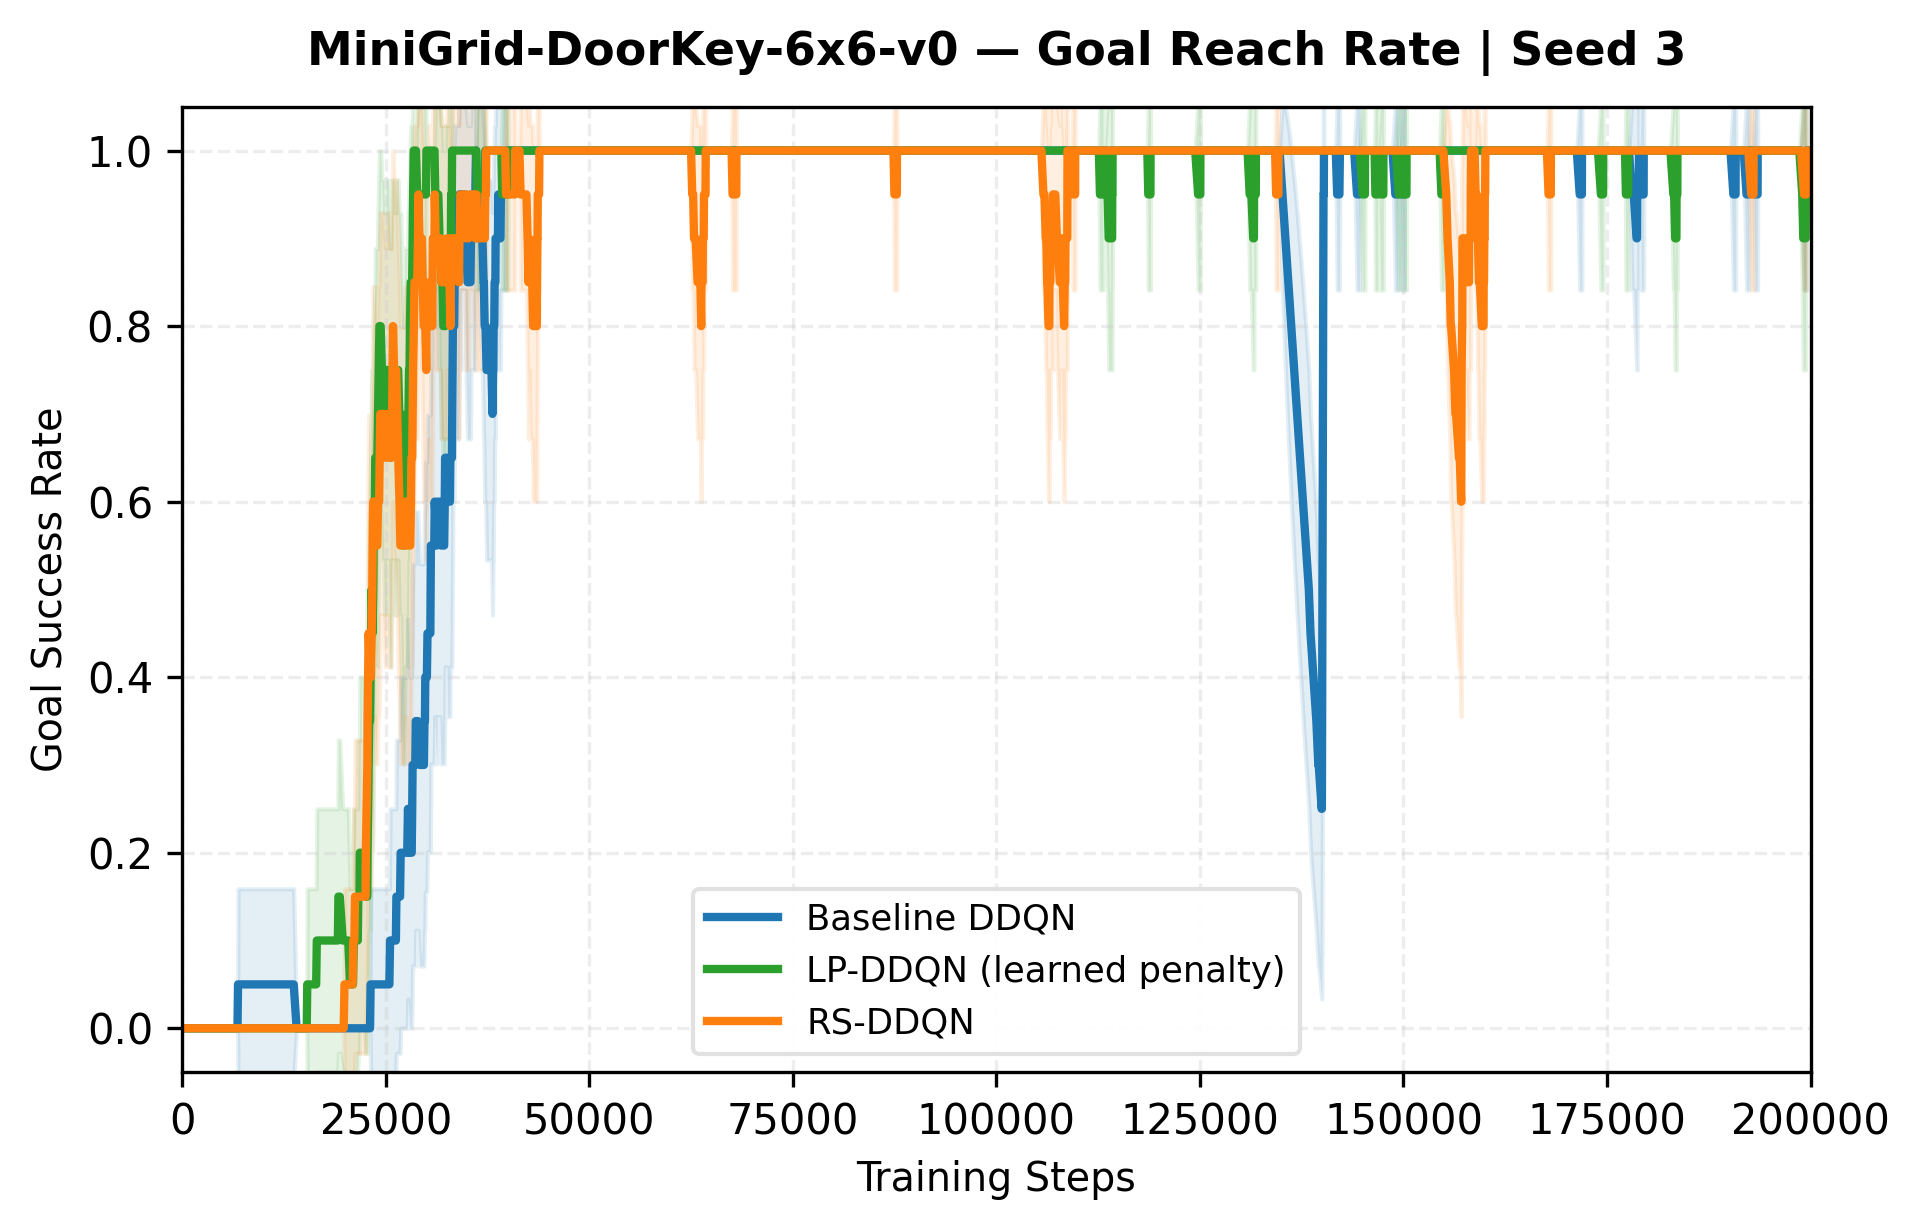 MiniGrid-DoorKey-6x6-v0 — Goal Reach Rate | Seed 3
Goal Success Rate
1.0
0.8
0.6
0.4
0.2
0.0
Baseline DDQN
LP-DDQN (learned penalty)
RS-DDQN
0 25000 50000 75000 100000 125000 150000 175000 200000
Training Steps